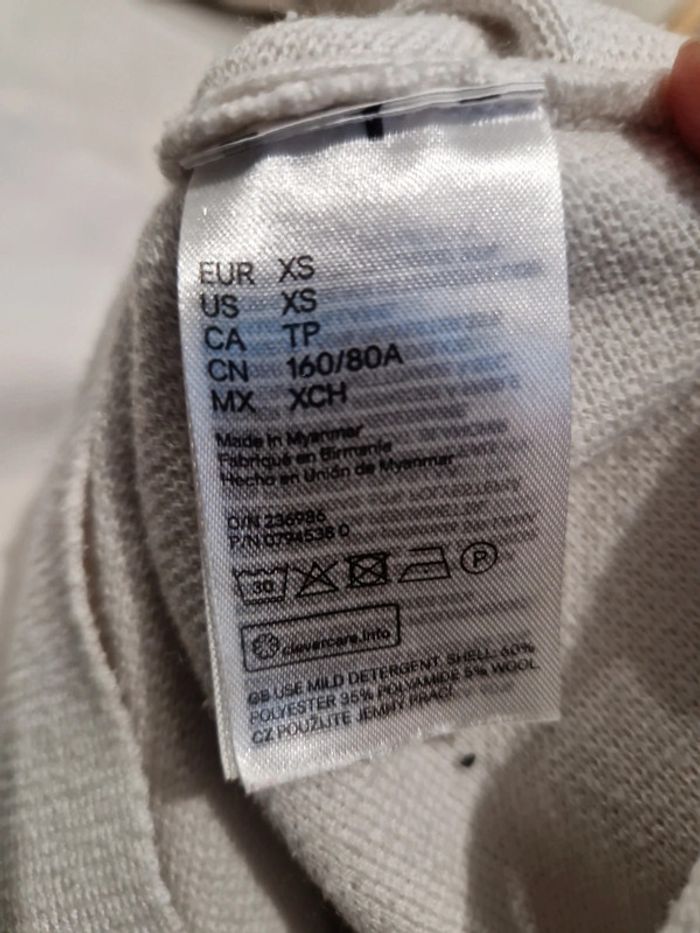 EUR XS
US XS
CA TP
CN 160/80A
MX XCH
Made in Myanmar
Fabriqué en Birmanie
Hecho en Unión de Myanmar
O/N 236986
P/N 0794538 0
30
P
clevercare.info
GB USE MILD DETERGENT. SHELL: 60%
POLYESTER 35% POLYAMIDE 5% WOOL.
CZ POUŽIJTE JEMNÝ PRACÍ